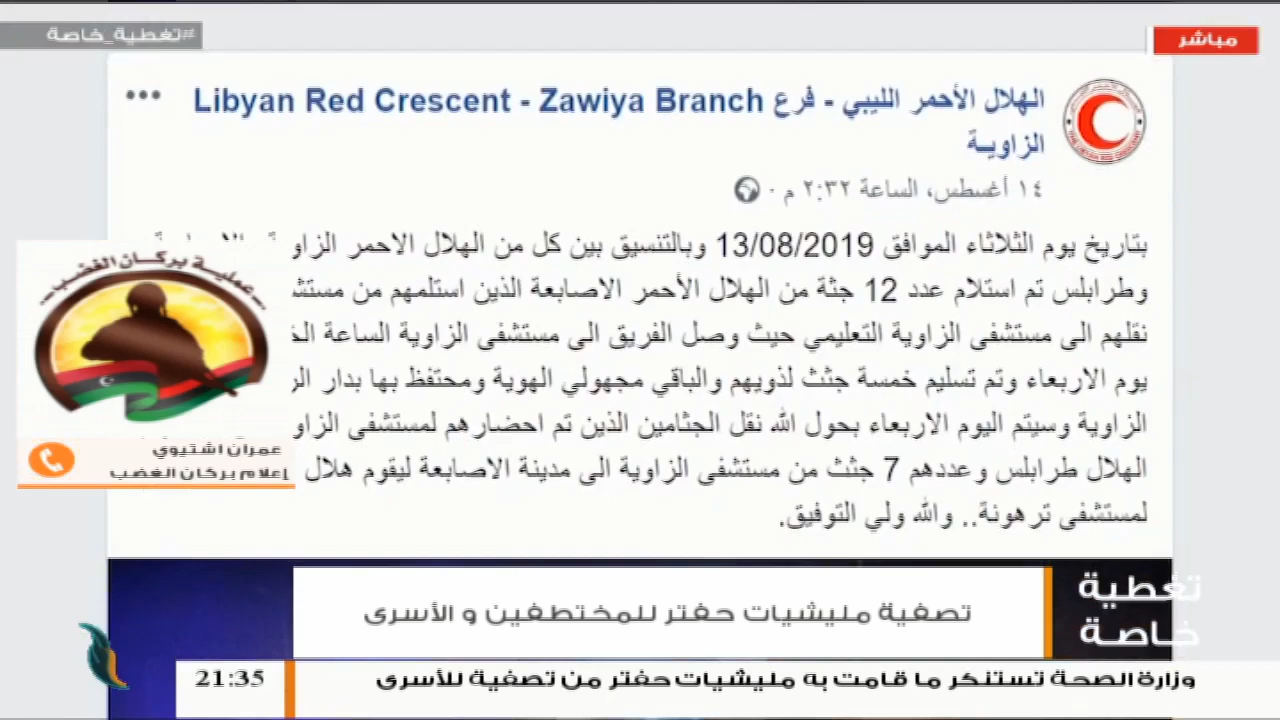 #تغطية_خاصة
مباشر
الهلال الأحمر الليبي - فرع Libyan Red Crescent - Zawiya Branch
الزاويــة
١٤ أغسطس، الساعة ٢:٣٢ م ·
بتاريخ يوم الثلاثاء الموافق 13/08/2019 وبالتنسيق بين كل من الهلال الاحمر
وطرابلس تم استلام عدد 12 جثة من الهلال الأحمر الاصابعة الذين استلمهم من
نقلهم الى مستشفى الزاوية التعليمي حيث وصل الفريق الى مستشفى الزاوية الساعة
يوم الاربعاء وتم تسليم خمسة جثث لذويهم والباقي مجهولي الهوية ومحتفظ بها بدار
الزاوية وسيتم اليوم الاربعاء بحول الله نقل الجثامين الذين تم احضارهم لمستشفى
الهلال طرابلس وعددهم 7 جثث من مستشفى الزاوية الى مدينة الاصابعة ليقوم هلال
لمستشفى ترهونة.. والله ولي التوفيق.
عملية بركان الغضب
عمران اشتيوي
إعلام بركان الغضب
تغطية
خاصة
تصفية مليشيات حفتر للمختطفين و الأسرى
21:35
وزارة الصحة تستنكر ما قامت به مليشيات حفتر من تصفية للأسرى